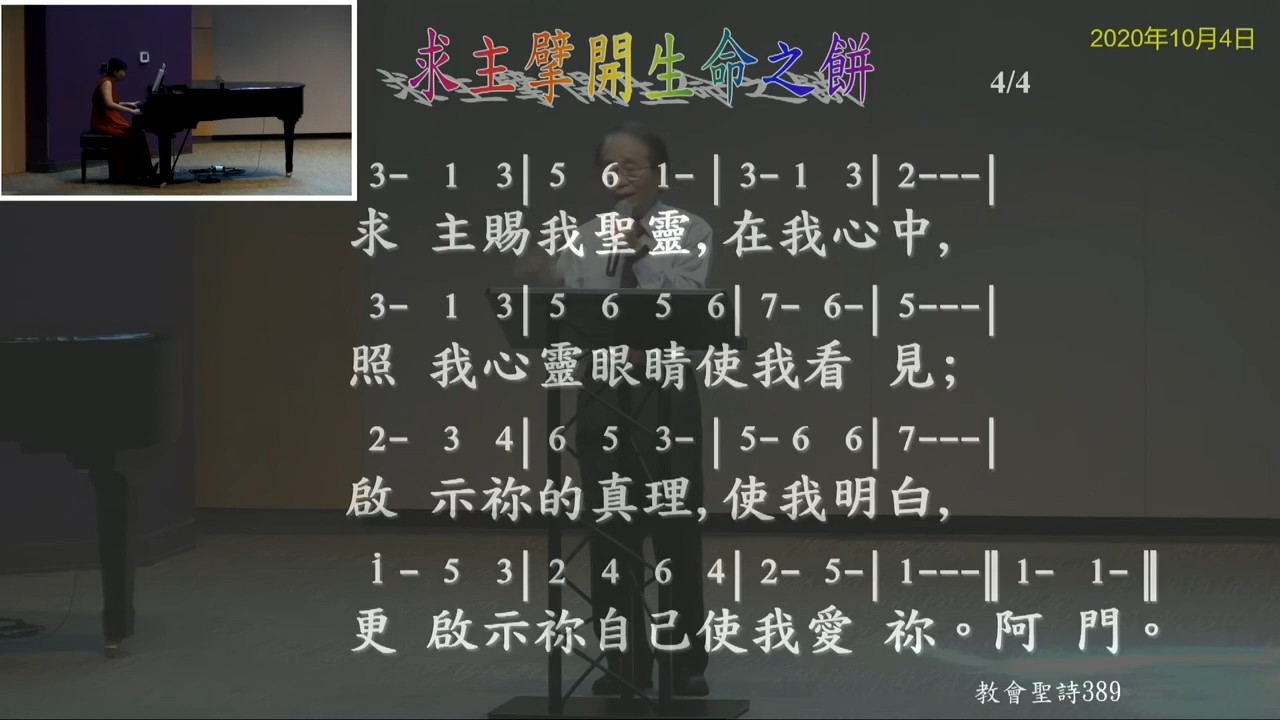 求主擘開生命之餅
2020年10月4日
4/4
3- 1 3| 5 6 1- | 3- 1 3| 2---|
求 主賜我聖靈,在我心中,
3- 1 3| 5 6 5 6| 7- 6-| 5---|
照 我心靈眼睛使我看 見;
2- 3 4| 6 5 3- | 5- 6 6| 7---|
啟 示祢的真理,使我明白,
i - 5 3| 2 4 6 4| 2- 5-| 1---‖ 1- 1- ‖
更 啟示祢自己使我愛 祢。阿 門。
教會聖詩389